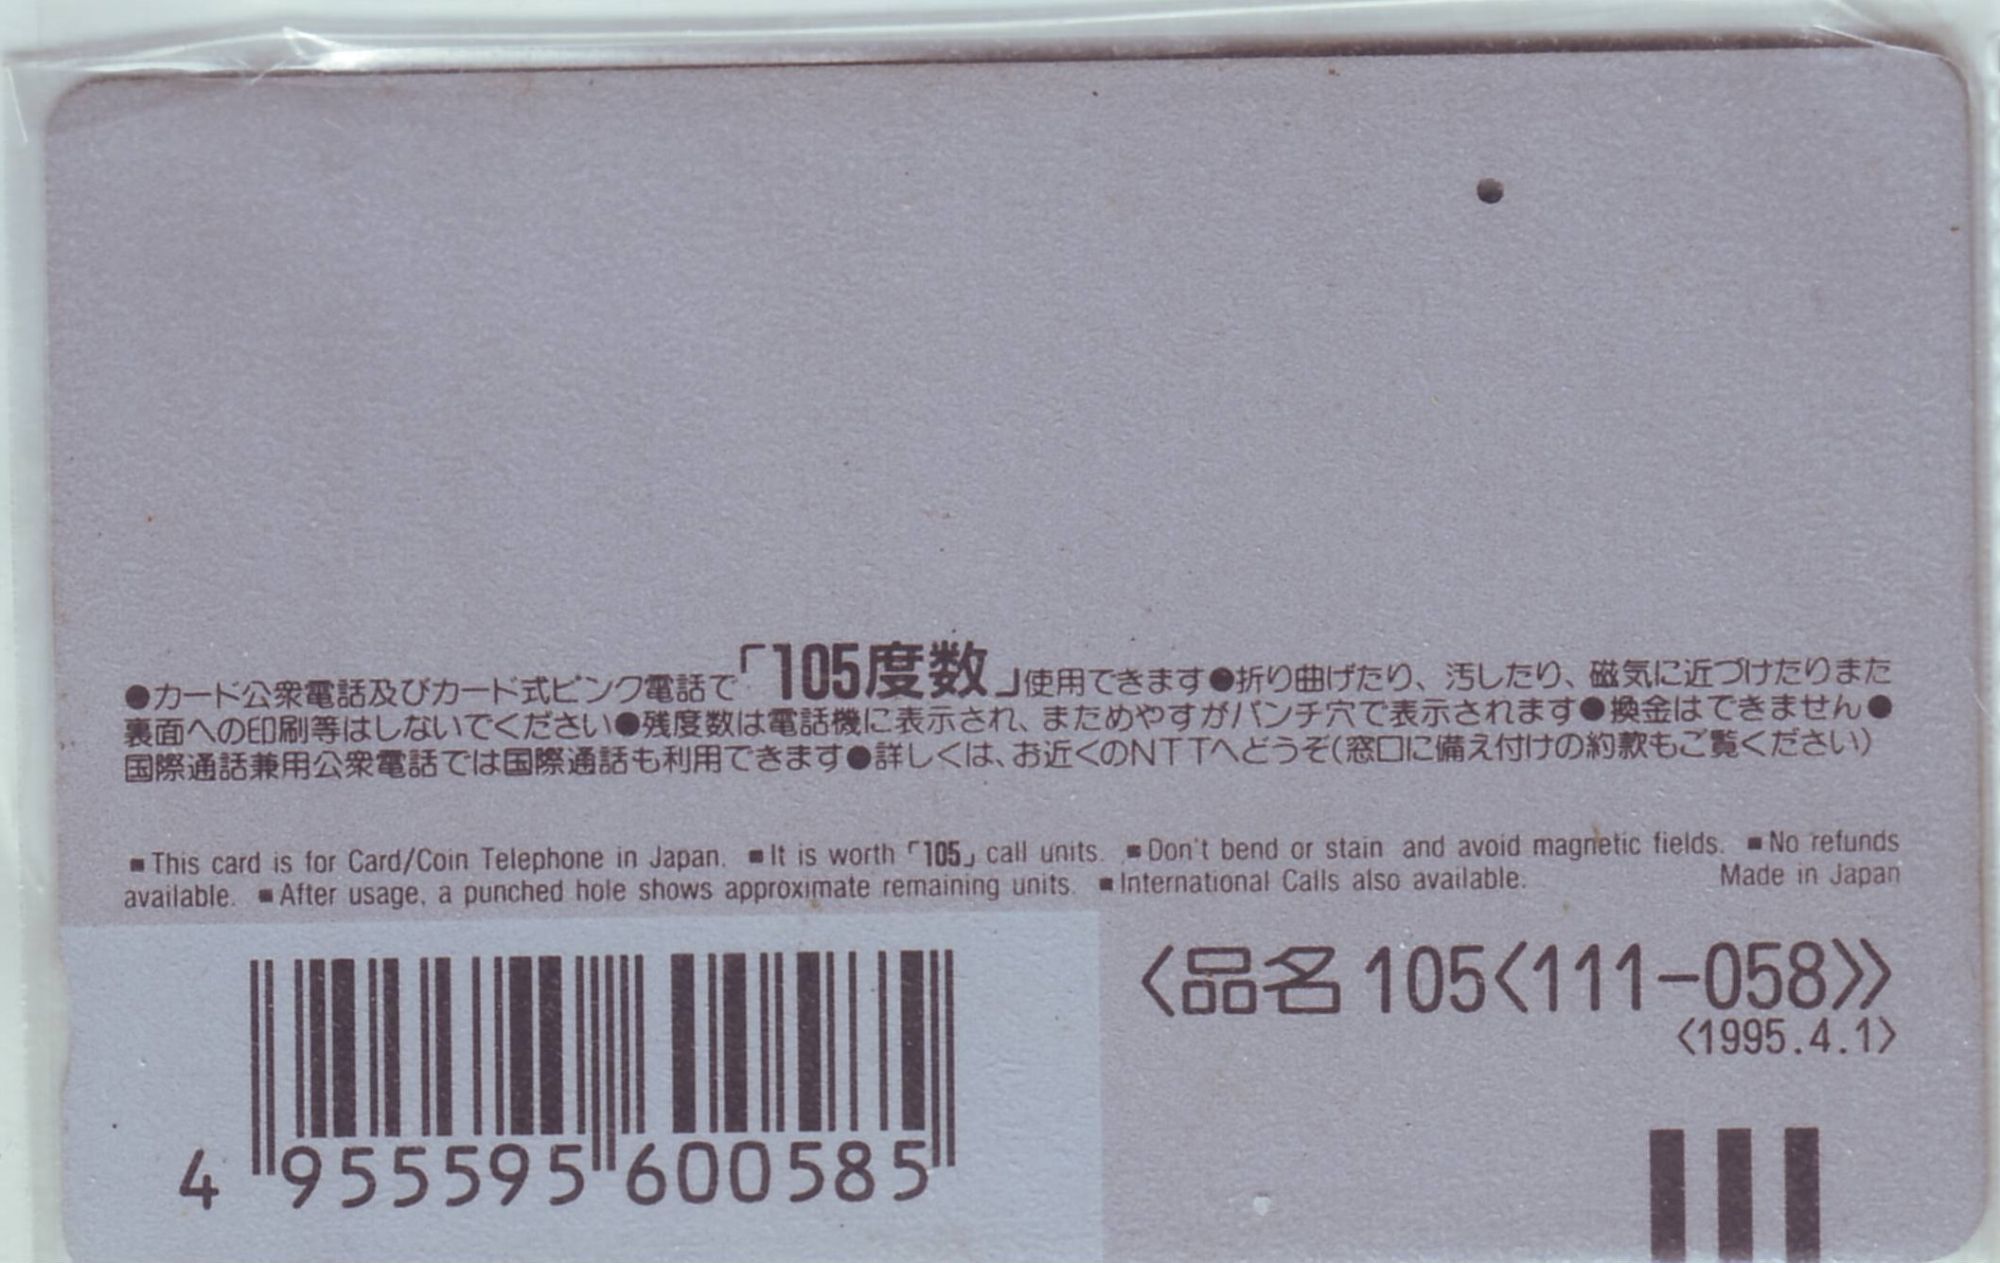 ●カード公衆電話及びカード式ピンク電話で「105度数」使用できます●折り曲げたり、汚したり、磁気に近づけたりまた
裏面への印刷等はしないでください●残度数は電話機に表示され、まためやすがパンチ穴で表示されます●換金はできません●
国際通話兼用公衆電話では国際通話も利用できます●詳しくは、お近くのNTTへどうぞ(窓口に備え付けの約款もご覧ください)
■This card is for Card/Coin Telephone in Japan. ■It is worth「105」call units. ■Don't bend or stain and avoid magnetic fields. ■No refunds
available. ■After usage, a punched hole shows approximate remaining units. ■International Calls also available. Made in Japan
〈品名 105〈111-058〉〉
〈1995.4.1〉
4 955595 600585